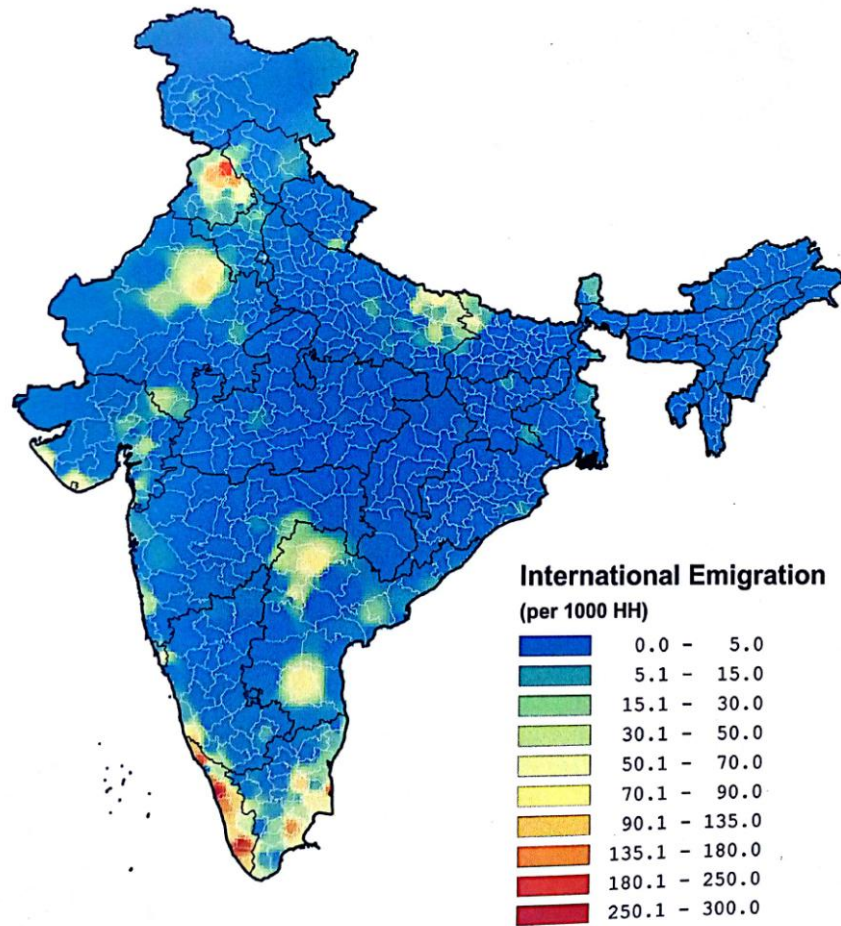 International Emigration
(per 1000 HH)
0.0 - 5.0
5.1 - 15.0
15.1 - 30.0
30.1 - 50.0
50.1 - 70.0
70.1 - 90.0
90.1 - 135.0
135.1 - 180.0
180.1 - 250.0
250.1 - 300.0